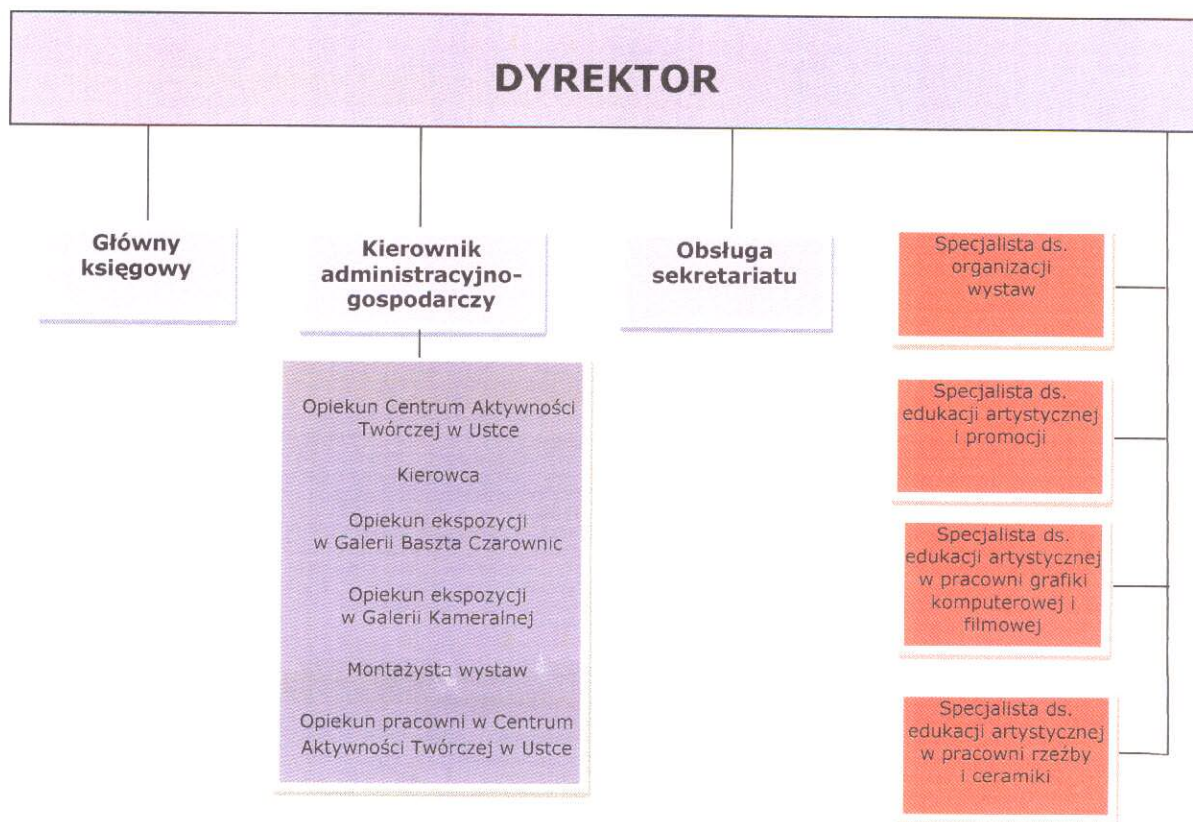 DYREKTOR
Główny
księgowy
Kierownik
administracyjno-
gospodarczy
Obsługa
sekretariatu
Opiekun Centrum Aktywności
Twórczej w Ustce
Kierowca
Opiekun ekspozycji
w Galerii Baszta Czarownic
Opiekun ekspozycji
w Galerii Kameralnej
Montażysta wystaw
Opiekun pracowni w Centrum
Aktywności Twórczej w Ustce
Specjalista ds.
organizacji
wystaw
Specjalista ds.
edukacji artystycznej
i promocji
Specjalista ds.
edukacji artystycznej
w pracowni grafiki
komputerowej i
filmowej
Specjalista ds.
edukacji artystycznej
w pracowni rzeźby
i ceramiki